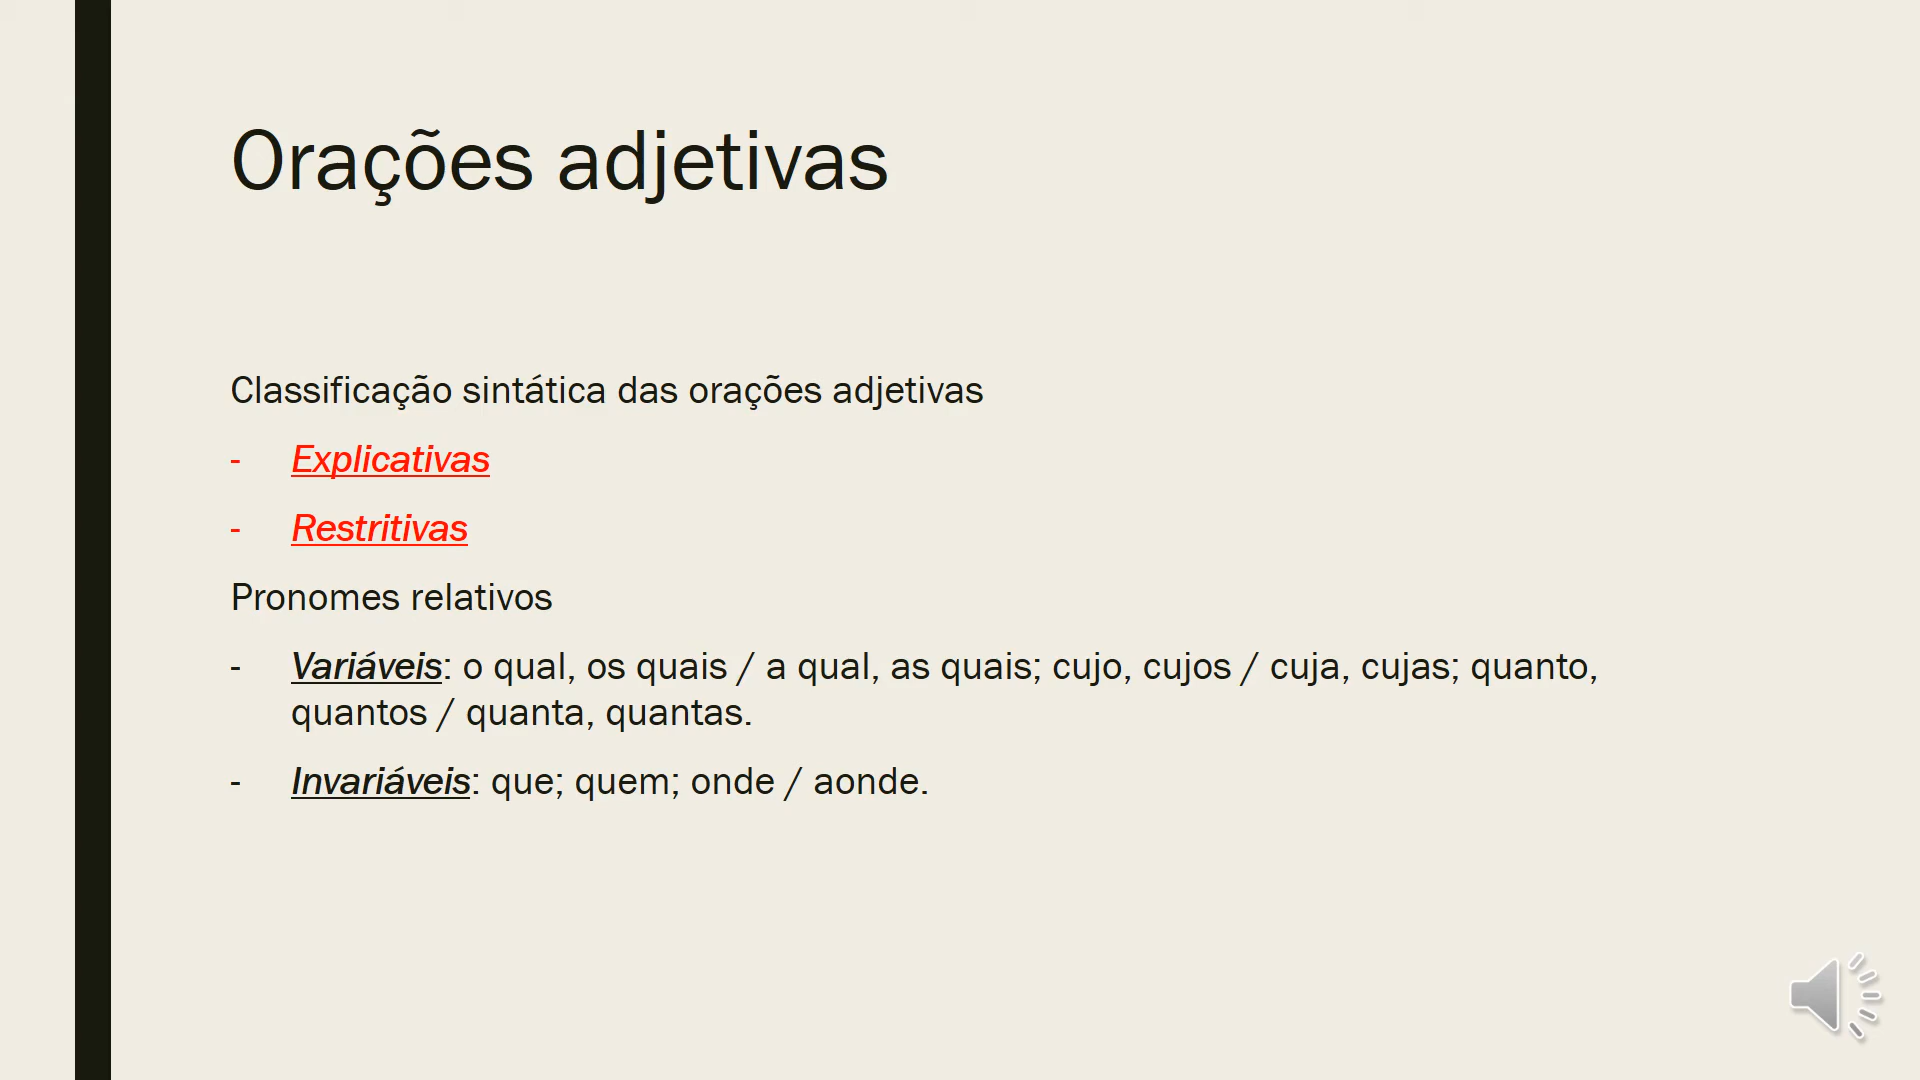 Orações adjetivas
Classificação sintática das orações adjetivas
- Explicativas
- Restritivas
Pronomes relativos
- Variáveis: o qual, os quais / a qual, as quais; cujo, cujos / cuja, cujas; quanto,
quantos / quanta, quantas.
- Invariáveis: que; quem; onde / aonde.